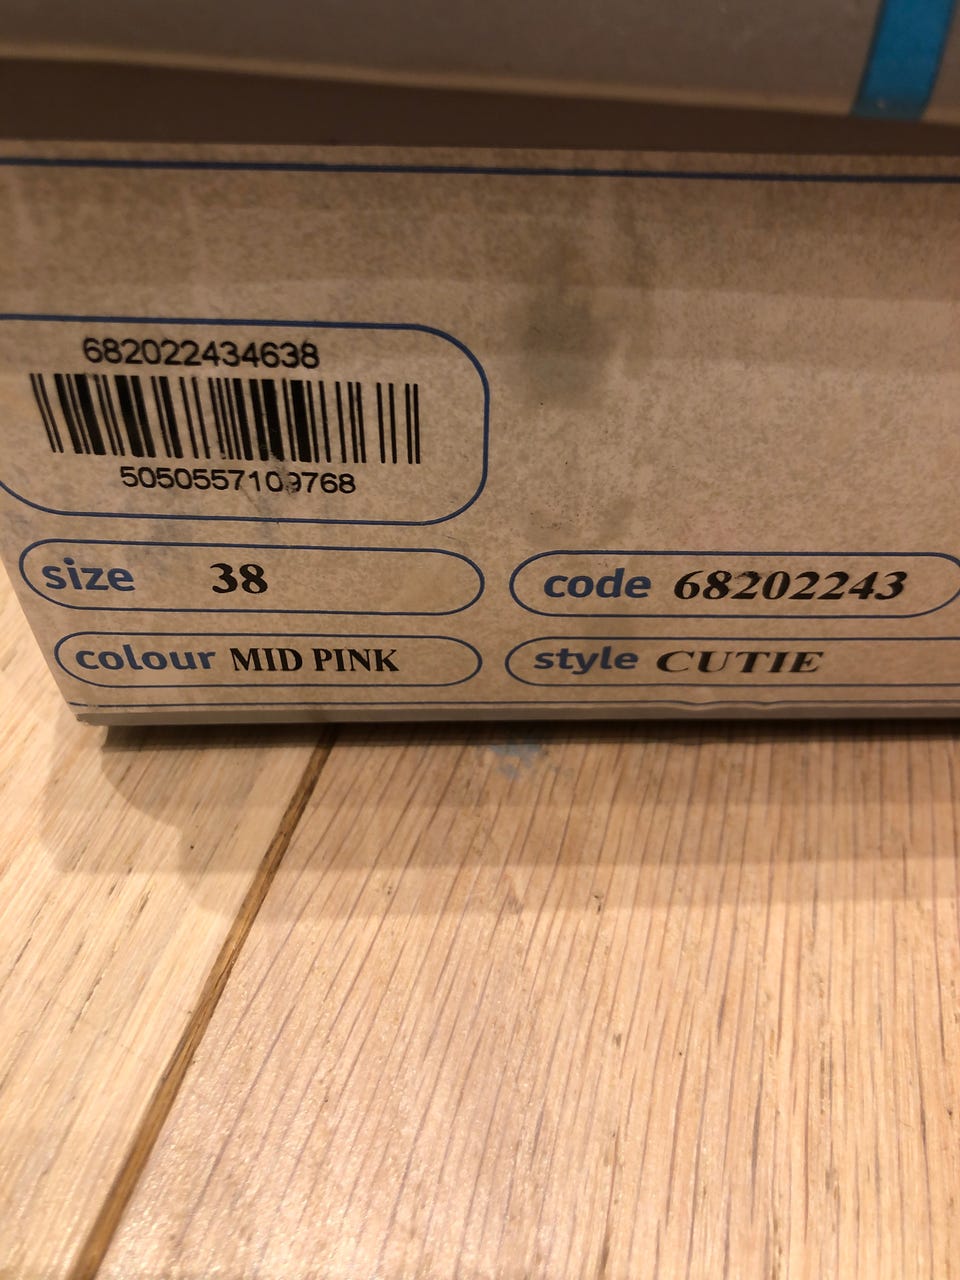 682022434638
5050557109768
size 38
code 68202243
colour MID PINK
style CUTIE